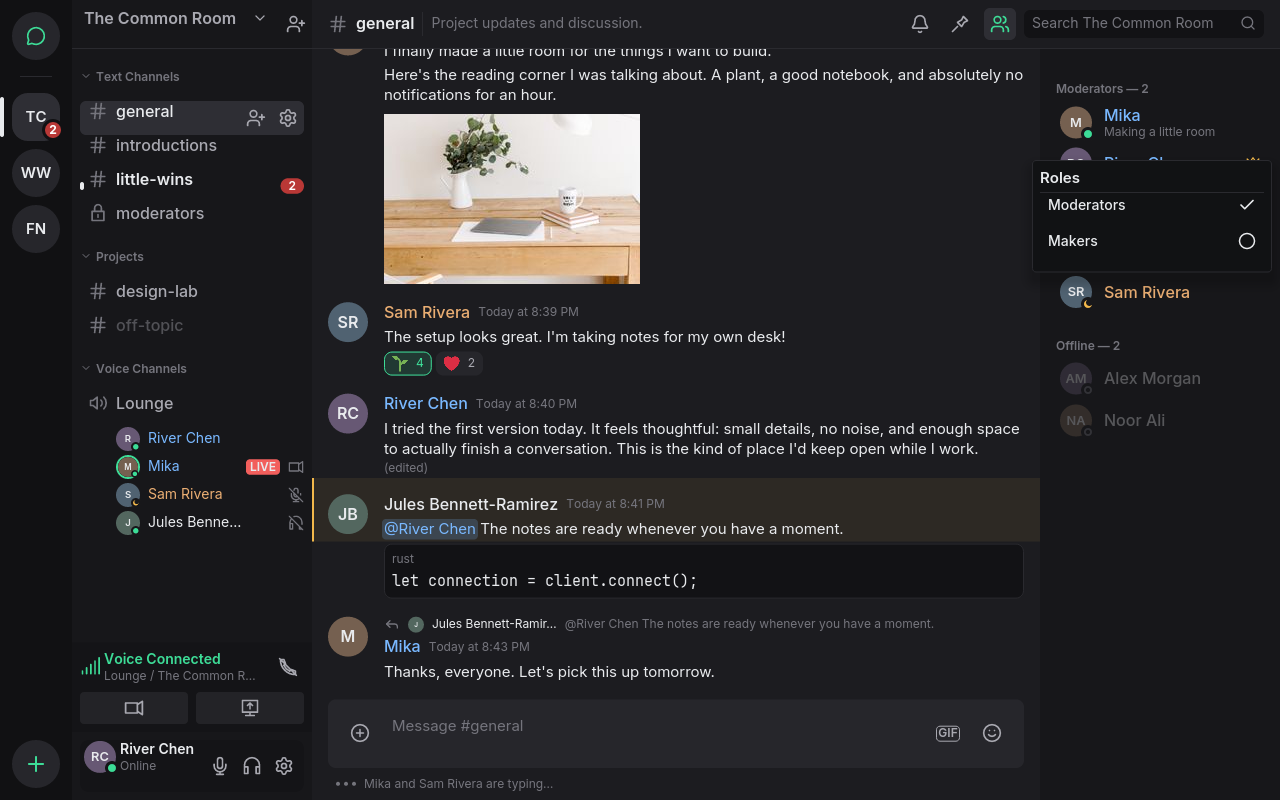 The Common Room
general
Project updates and discussion.
Search The Common Room
TC
2
WW
FN
Text Channels
general
introductions
little-wins
2
moderators
Projects
design-lab
off-topic
Voice Channels
Lounge
R
River Chen
M
Mika
LIVE
S
Sam Rivera
J
Jules Benne...
Voice Connected
Lounge / The Common R...
RC
River Chen
Online
I finally made a little room for the things I want to build.
Here's the reading corner I was talking about. A plant, a good notebook, and absolutely no
notifications for an hour.
SR
Sam Rivera Today at 8:39 PM
The setup looks great. I'm taking notes for my own desk!
4
2
RC
River Chen Today at 8:40 PM
I tried the first version today. It feels thoughtful: small details, no noise, and enough space
to actually finish a conversation. This is the kind of place I'd keep open while I work.
(edited)
JB
Jules Bennett-Ramirez Today at 8:41 PM
@River Chen The notes are ready whenever you have a moment.
rust
let connection = client.connect();
J
Jules Bennett-Ramir... @River Chen The notes are ready whenever you have a moment.
M
Mika Today at 8:43 PM
Thanks, everyone. Let's pick this up tomorrow.
Message #general
GIF
Mika and Sam Rivera are typing...
Moderators — 2
M
Mika
Making a little room
Roles
Moderators
Makers
SR
Sam Rivera
Offline — 2
AM
Alex Morgan
NA
Noor Ali